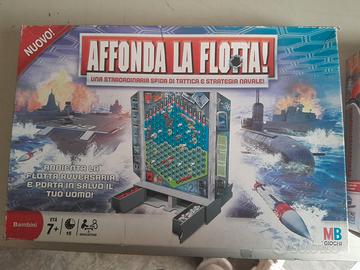 NUOVO!
AFFONDA LA FLOTTA!
UNA STRAORDINARIA SFIDA DI TATTICA E STRATEGIA NAVALE!
ANNIENTA LA
FLOTTA AVVERSARIA
E PORTA IN SALVO IL
TUO UOMO!
Bambini
ETÀ
7+
MB
GIOCHI